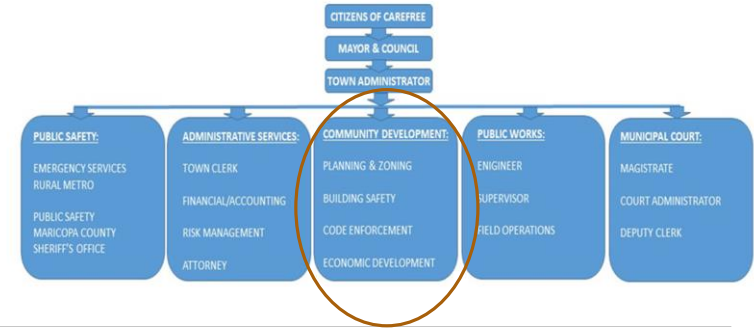 CITIZENS OF CAREFREE
MAYOR & COUNCIL
TOWN ADMINISTRATOR
PUBLIC SAFETY:
EMERGENCY SERVICES
RURAL METRO
PUBLIC SAFETY
MARICOPA COUNTY
SHERIFF'S OFFICE
ADMINISTRATIVE SERVICES:
TOWN CLERK
FINANCIAL/ACCOUNTING
RISK MANAGEMENT
ATTORNEY
COMMUNITY DEVELOPMENT:
PLANNING & ZONING
BUILDING SAFETY
CODE ENFORCEMENT
ECONOMIC DEVELOPMENT
PUBLIC WORKS:
ENIGINEER
SUPERVISOR
FIELD OPERATIONS
MUNICIPAL COURT:
MAGISTRATE
COURT ADMINISTRATOR
DEPUTY CLERK